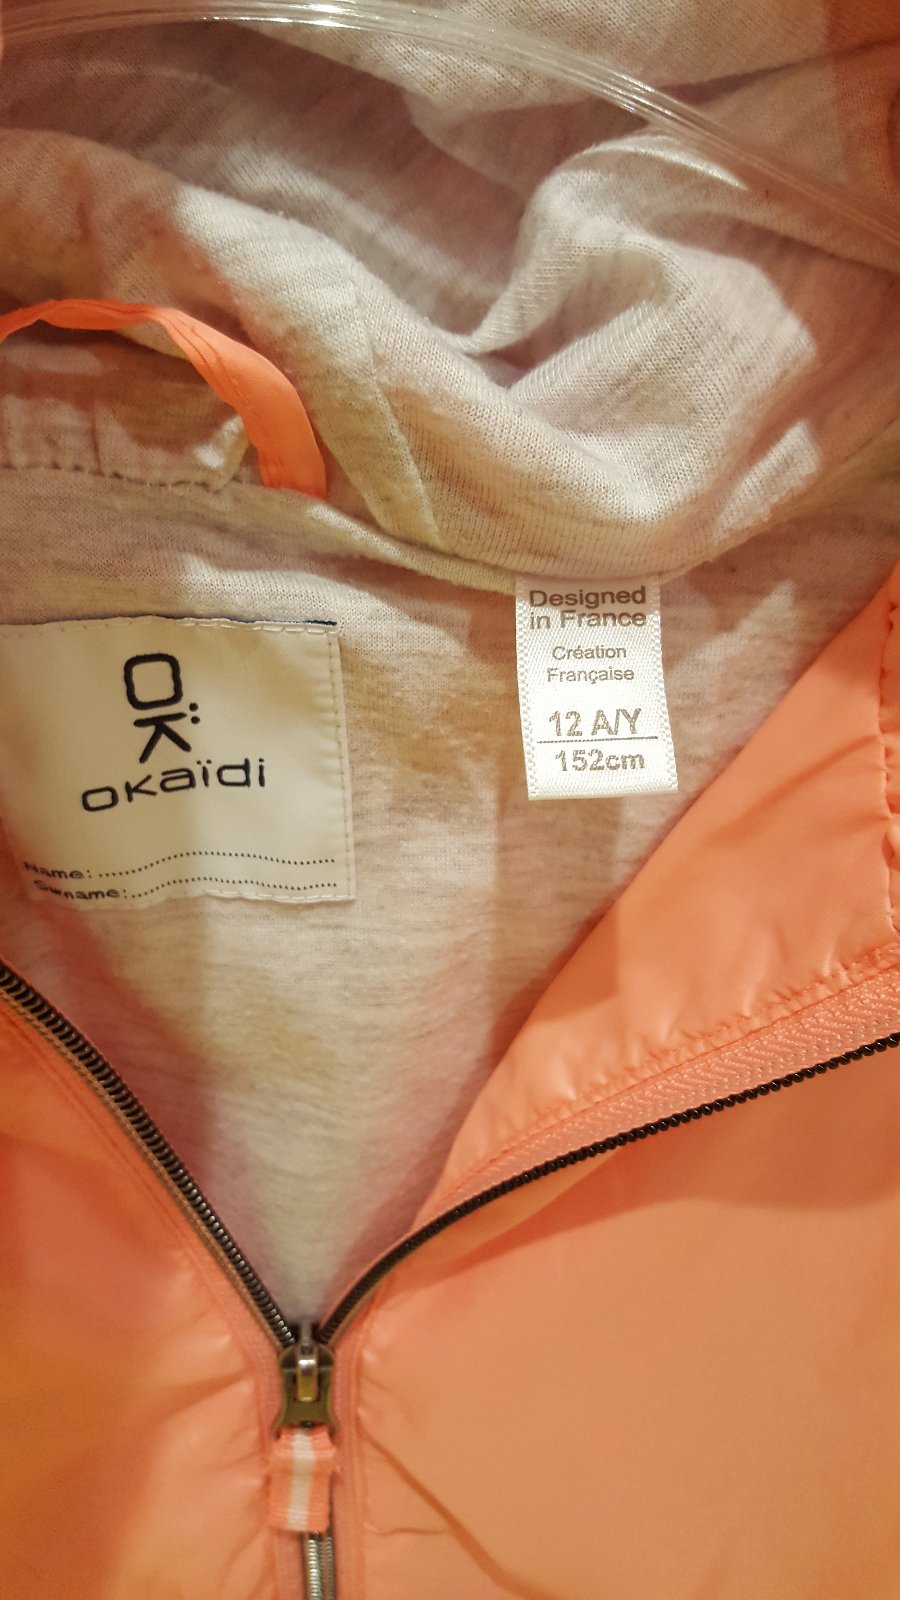 OK
okaïdi
Name:
Surname:
Designed
in France
Création
Française
12 A/Y
152cm